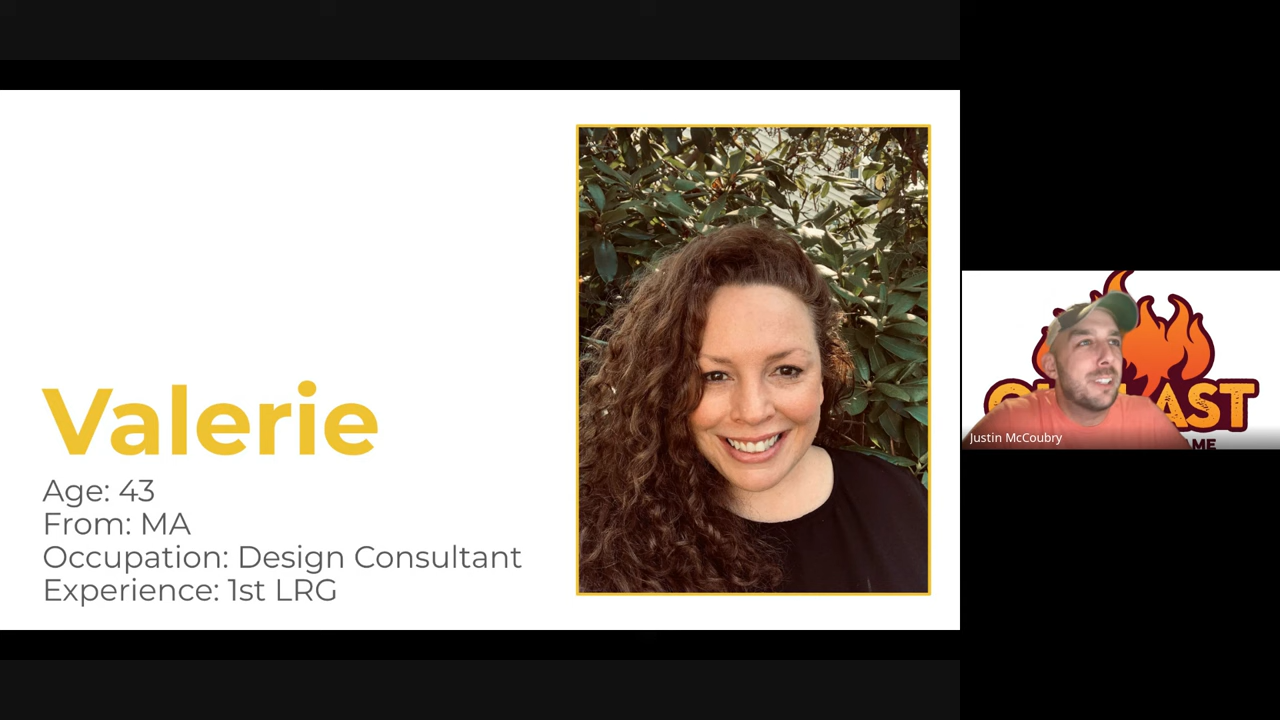 Valerie
Age: 43
From: MA
Occupation: Design Consultant
Experience: 1st LRG
Justin McCoubry